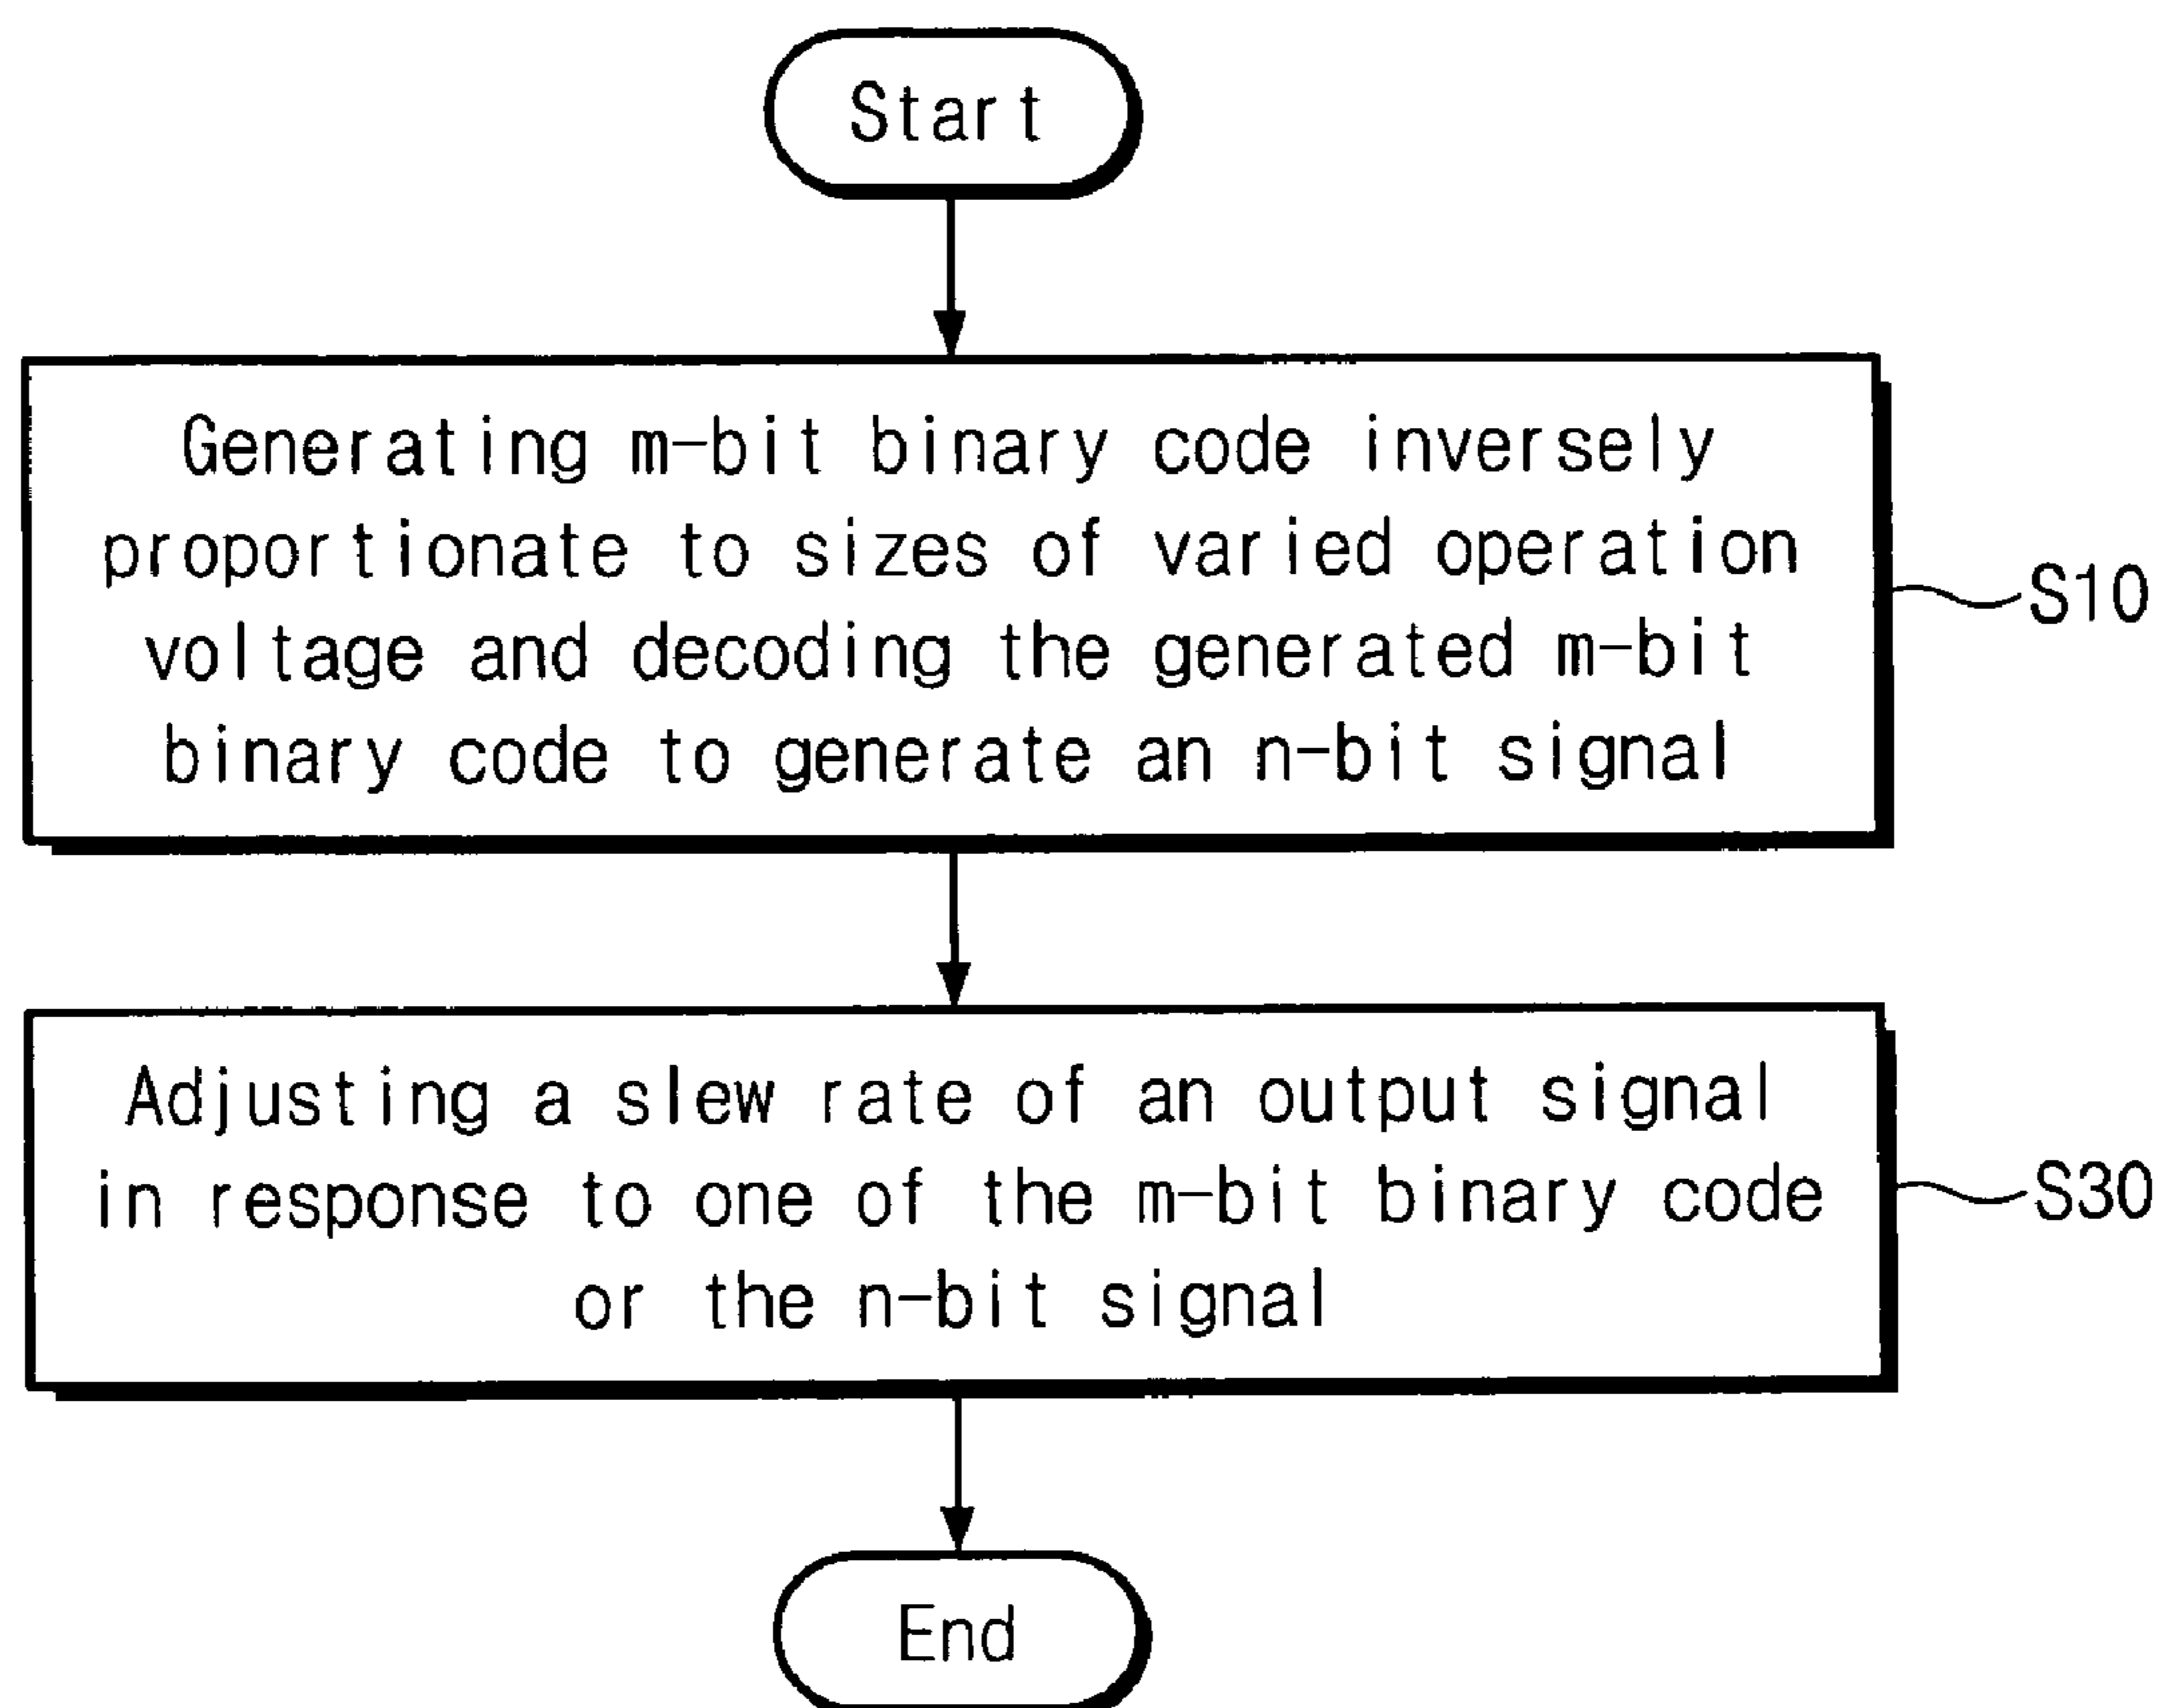 Start
Generating m-bit binary code inversely
proportionate to sizes of varied operation
voltage and decoding the generated m-bit
binary code to generate an n-bit signal
S10
Adjusting a slew rate of an output signal
in response to one of the m-bit binary code
or the n-bit signal
S30
End